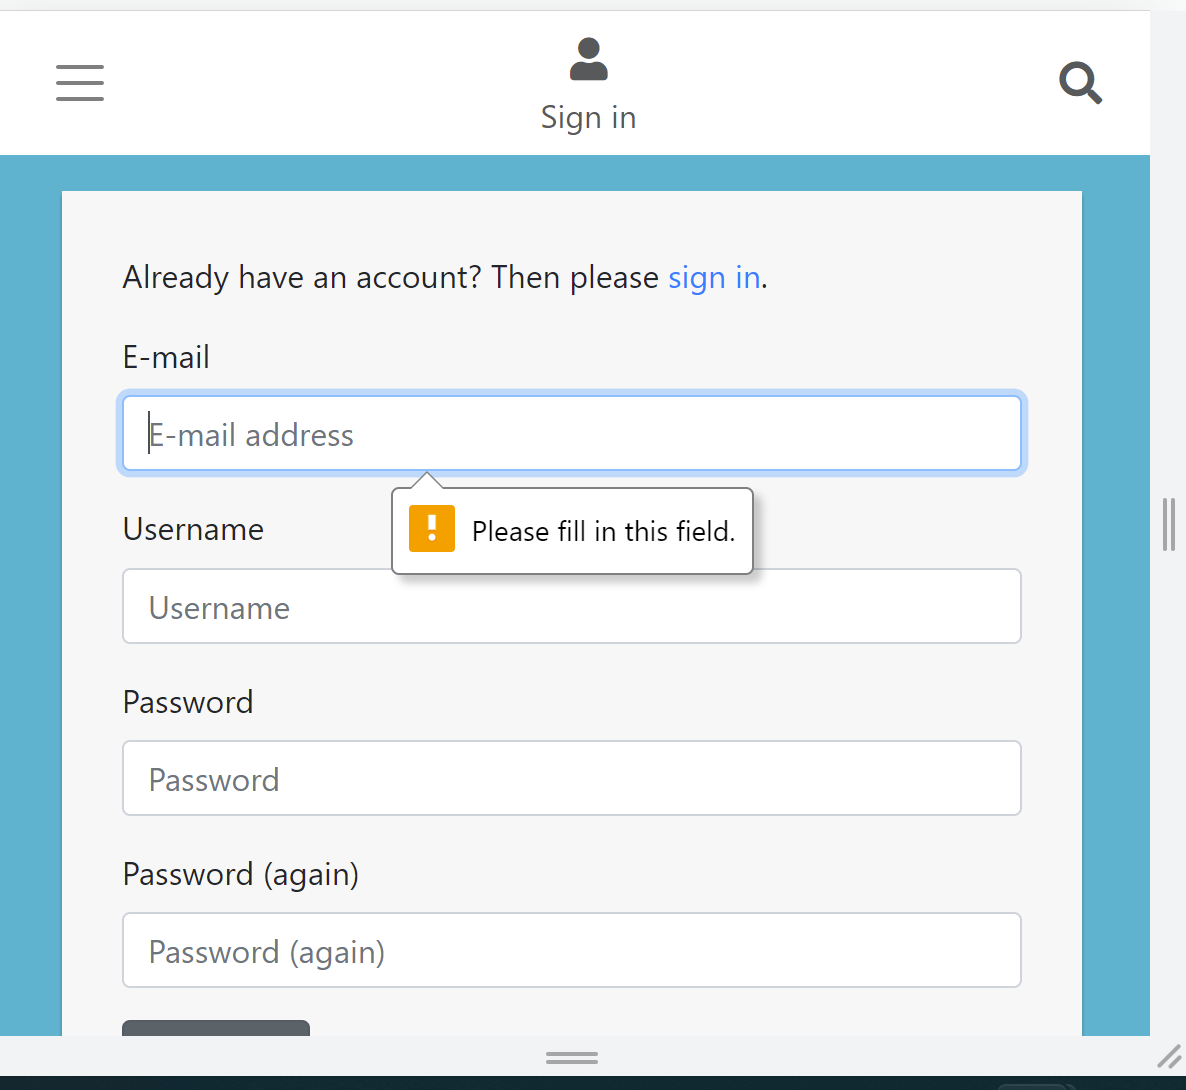 Sign in
Already have an account? Then please sign in.
E-mail
E-mail address
Please fill in this field.
Username
Username
Password
Password
Password (again)
Password (again)